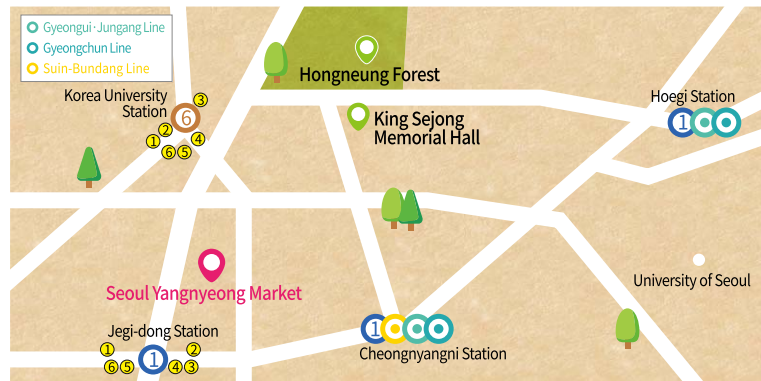 Gyeongui·Jungang Line
Gyeongchun Line
Suin-Bundang Line
Hongneung Forest
Korea University
Station
3
6
2
1
4
6
5
King Sejong
Memorial Hall
Hoegi Station
1
Seoul Yangnyeong Market
University of Seoul
Jegi-dong Station
1
2
6
5
1
4
3
1
Cheongnyangni Station